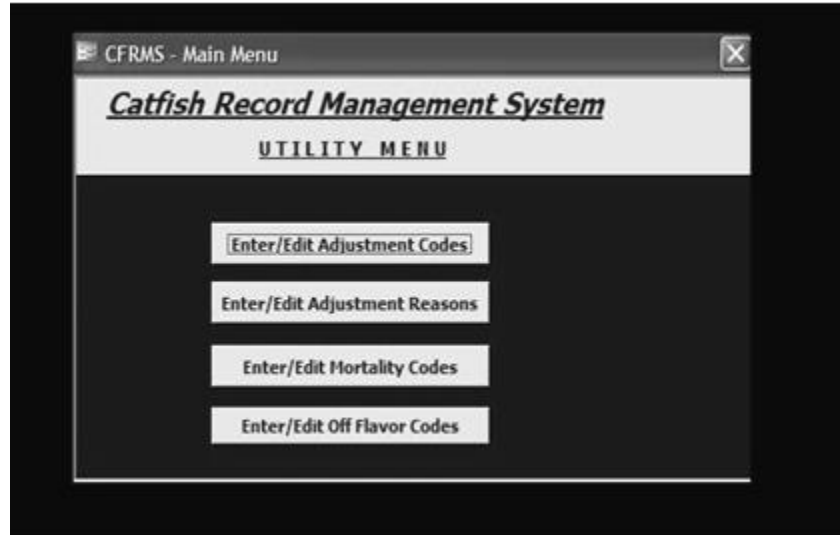 CFRMS - Main Menu
Catfish Record Management System
UTILITY MENU
Enter/Edit Adjustment Codes
Enter/Edit Adjustment Reasons
Enter/Edit Mortality Codes
Enter/Edit Off Flavor Codes